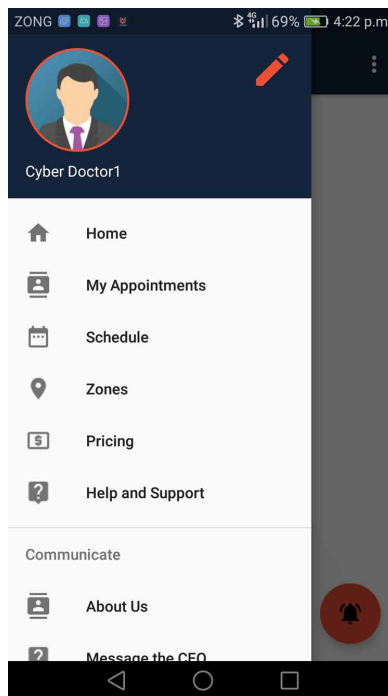 ZONG 4G 69% 4:22 p.m
Cyber Doctor1
Home
My Appointments
Schedule
Zones
Pricing
Help and Support
Communicate
About Us
Message the CEO